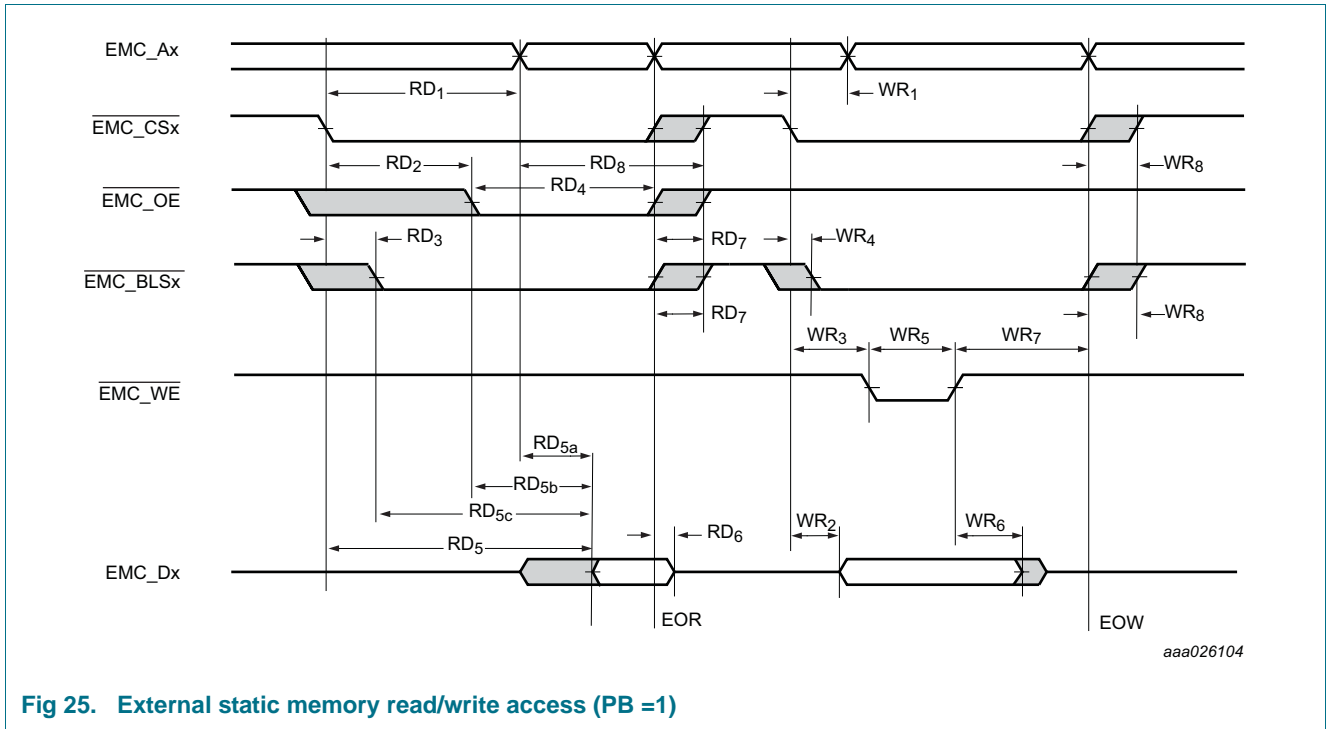 EMC_Ax
RD1
WR1
EMC_CSx
RD2
RD8
WR8
EMC_OE
RD4
RD3
RD7
WR4
EMC_BLSx
RD7
WR8
WR3
WR5
WR7
EMC_WE
RD5a
RD5b
RD5c
RD5
RD6
WR2
WR6
EMC_Dx
EOR
EOW
aaa026104
Fig 25. External static memory read/write access (PB =1)